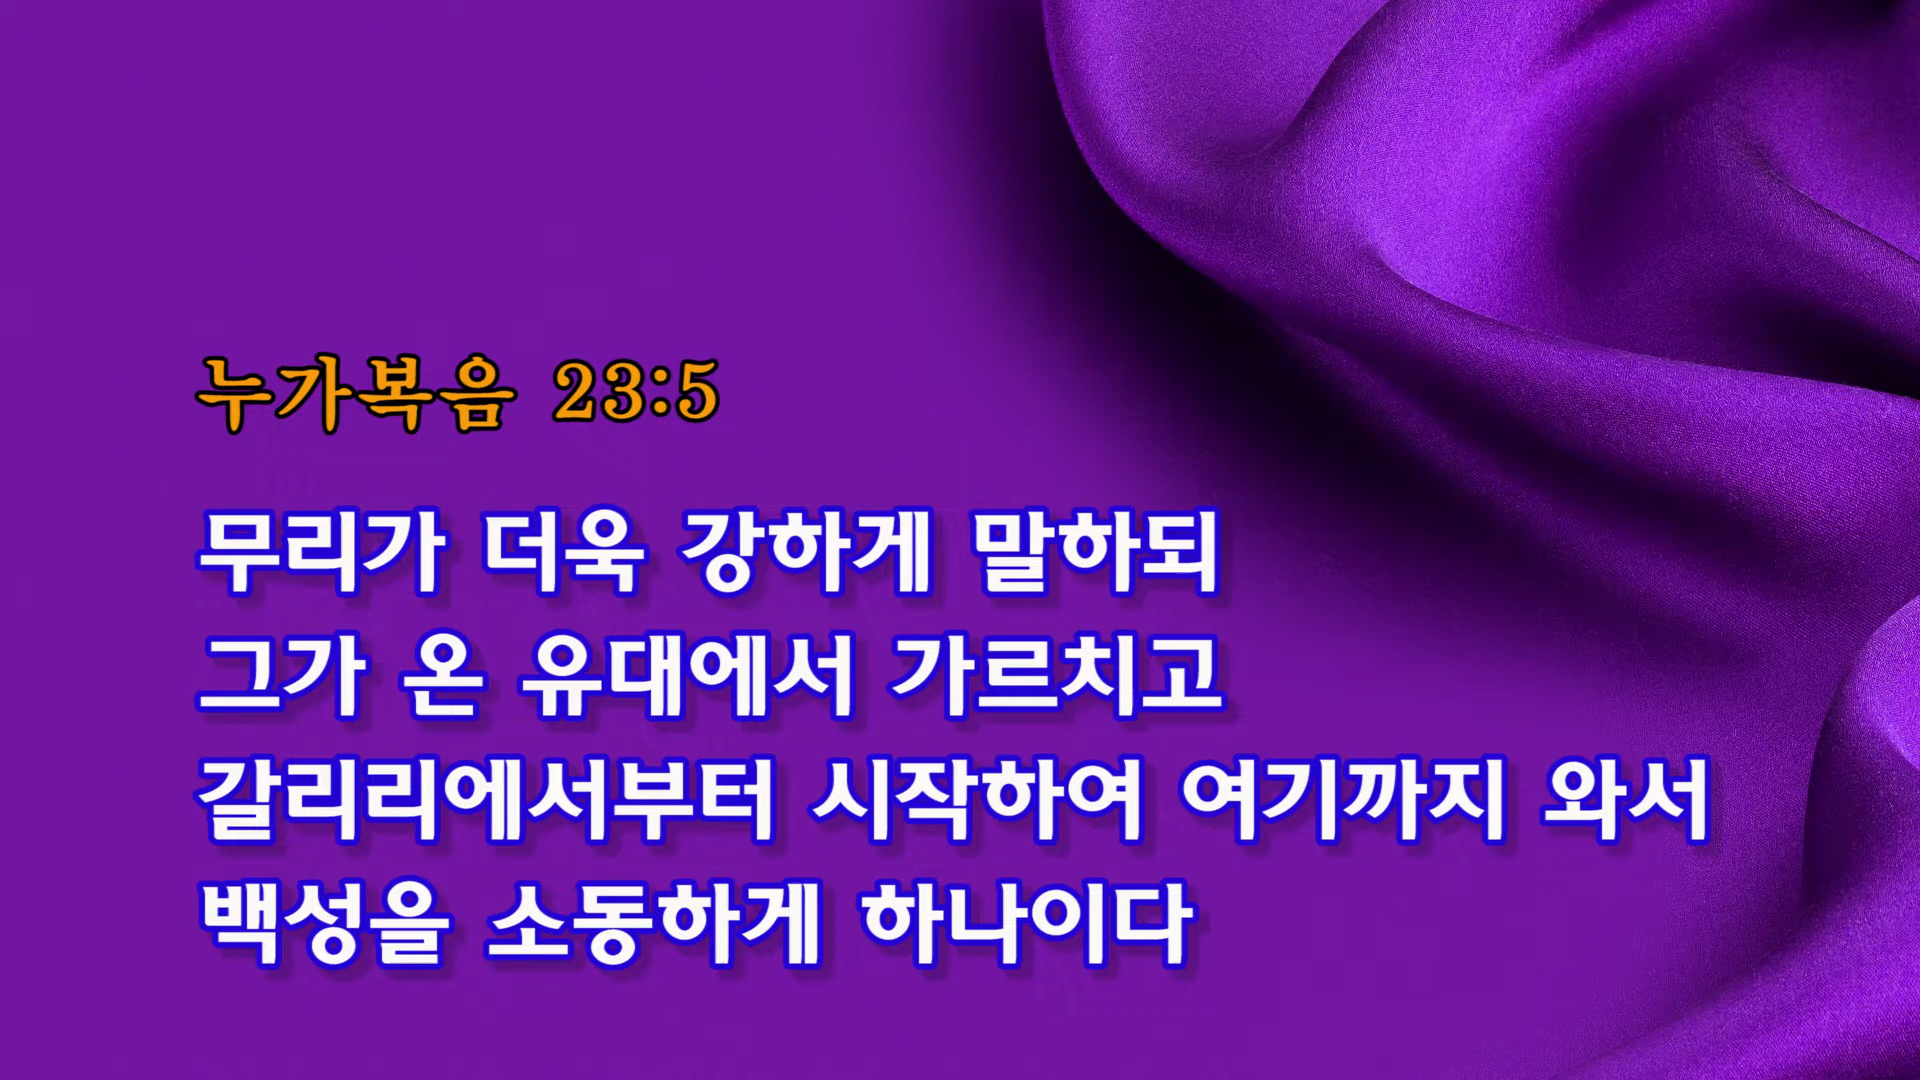 누가복음 23:5
무리가 더욱 강하게 말하되
그가 온 유대에서 가르치고
갈리리에서부터 시작하여 여기까지 와서
백성을 소동하게 하나이다